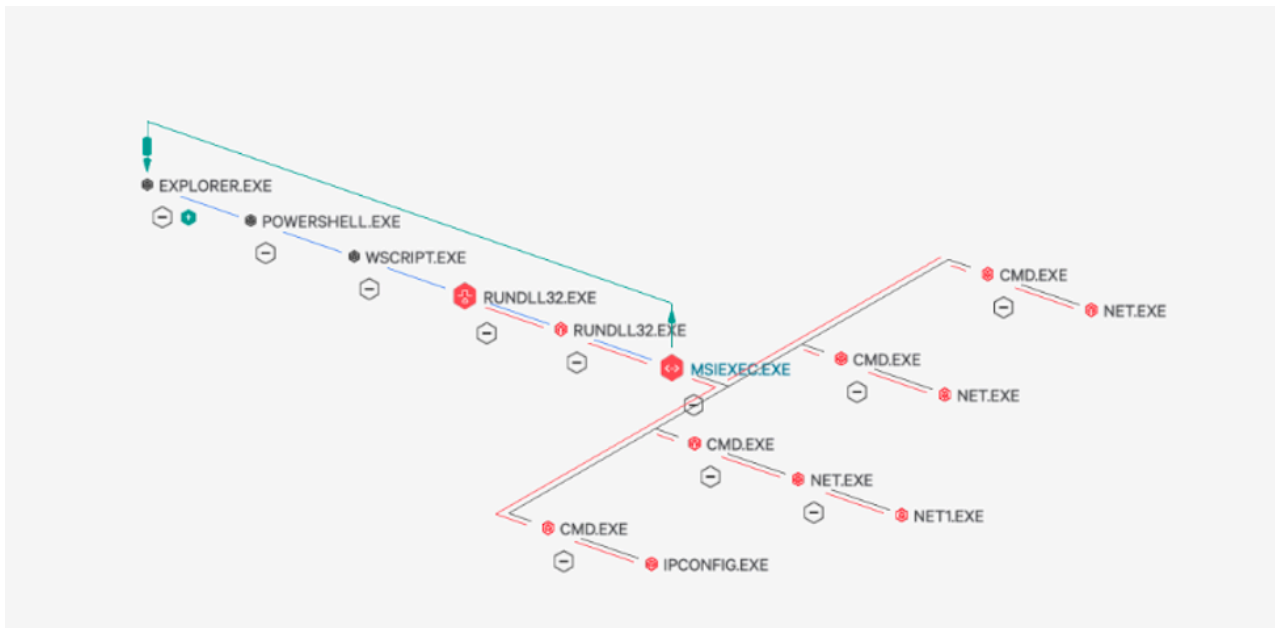 EXPLORER.EXE
POWERSHELL.EXE
WSCRIPT.EXE
RUNDLL32.EXE
RUNDLL32.EXE
MSIEXEC.EXE
CMD.EXE
NET.EXE
CMD.EXE
NET.EXE
CMD.EXE
NET.EXE
NET1.EXE
CMD.EXE
IPCONFIG.EXE